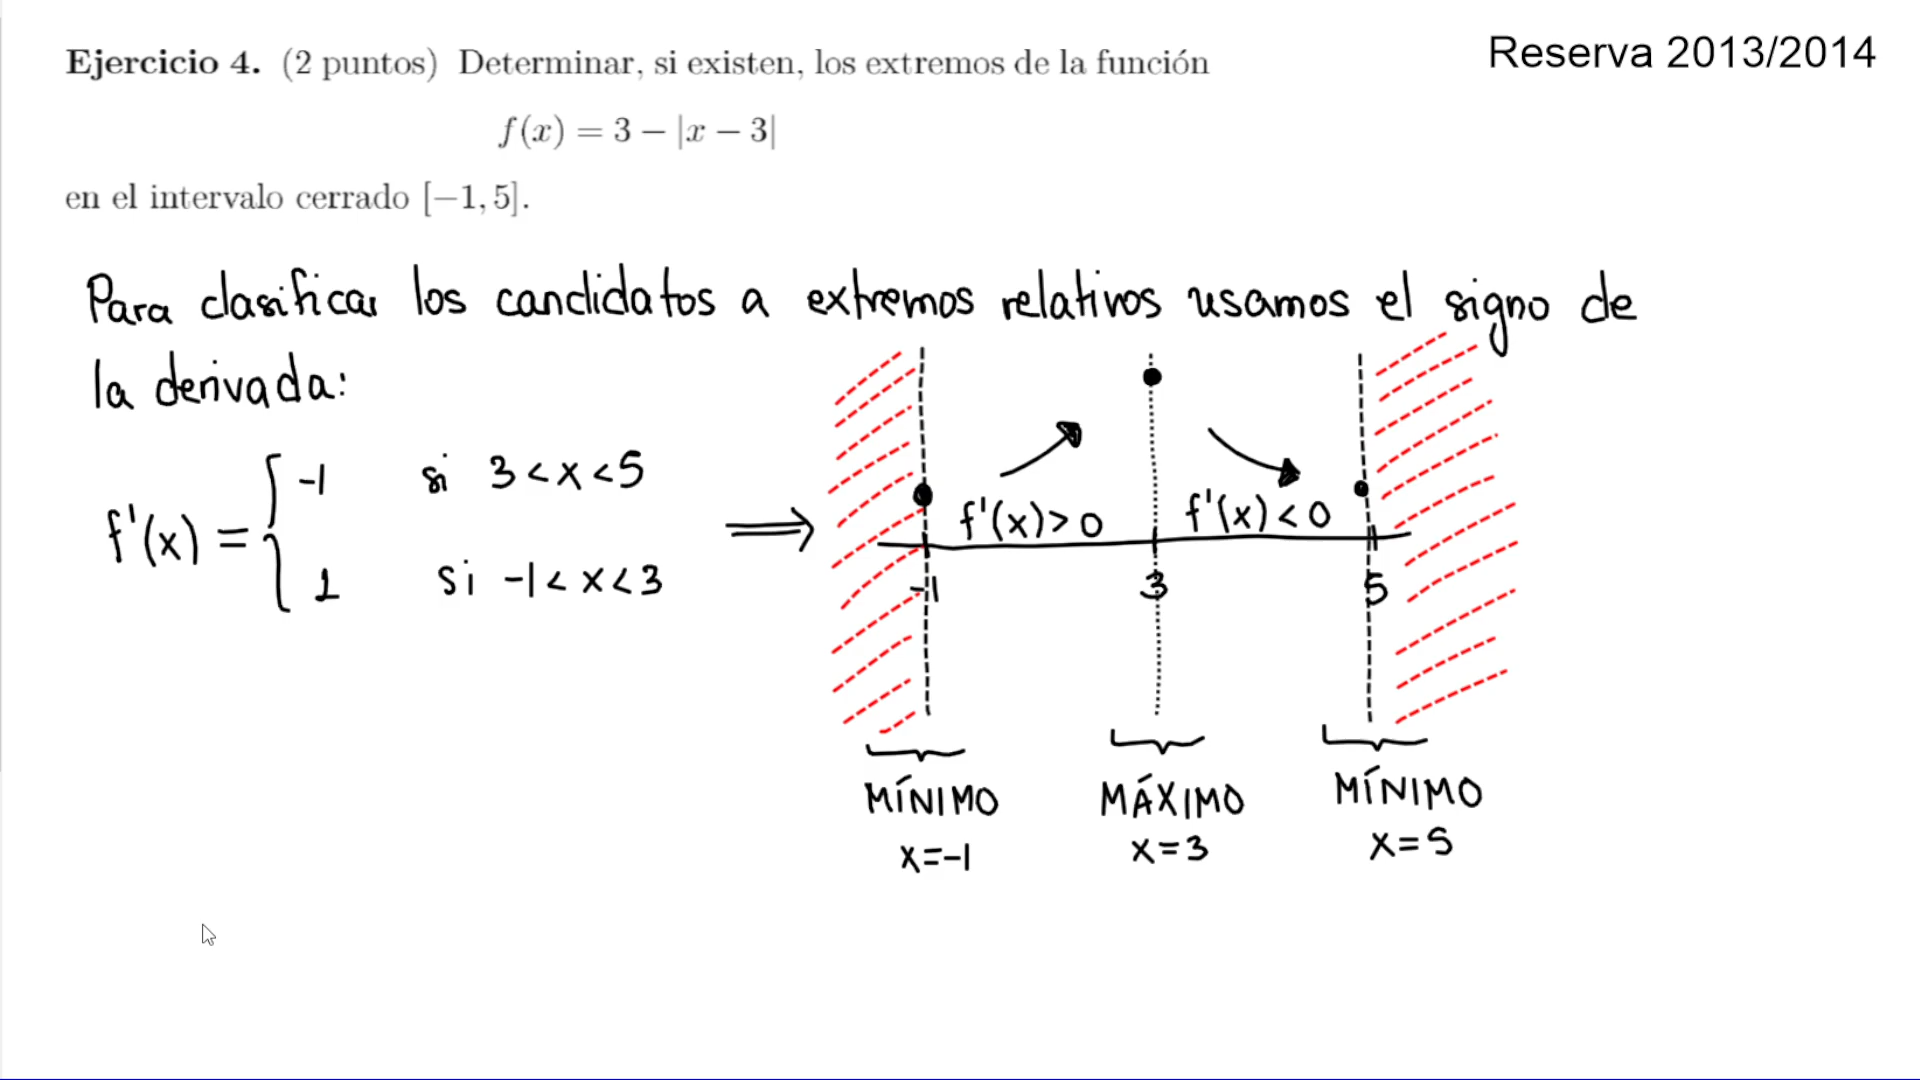 Ejercicio 4. (2 puntos) Determinar, si existen, los extremos de la función
Reserva 2013/2014
f(x) = 3 − |x − 3|
en el intervalo cerrado [−1, 5].
Para clasificar los candidatos a extremos relativos usamos el signo de
la derivada:
f'(x) = { -1 si 3 < x < 5
1 si -1 < x < 3
⟹
f'(x) > 0 f'(x) < 0
-1 3 5
MÍNIMO MÁXIMO MÍNIMO
x=-1 x=3 x=5